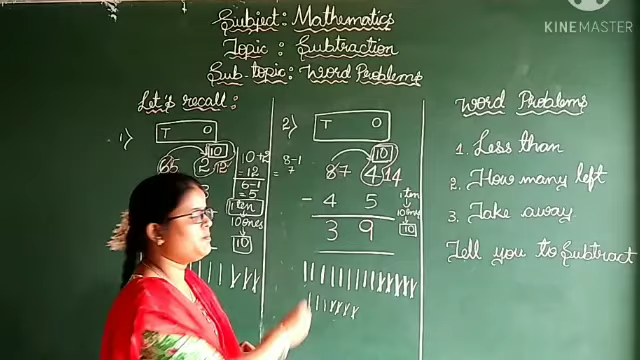 KINEMASTER
Subject: Mathematics
Topic: Subtraction
Sub-topic: Word Problems
Let's recall:
1)
T O
10
6 5 2 12
10+2
= 12
6-1
= 5
1 ten
10 ones
10
2)
T O
10
8-1
7
8 7 4 14
- 4 5
3 9
1 ten
10 ones
10
Word Problems
1. Less than
2. How many left
3. Take away
Tell you to Subtract